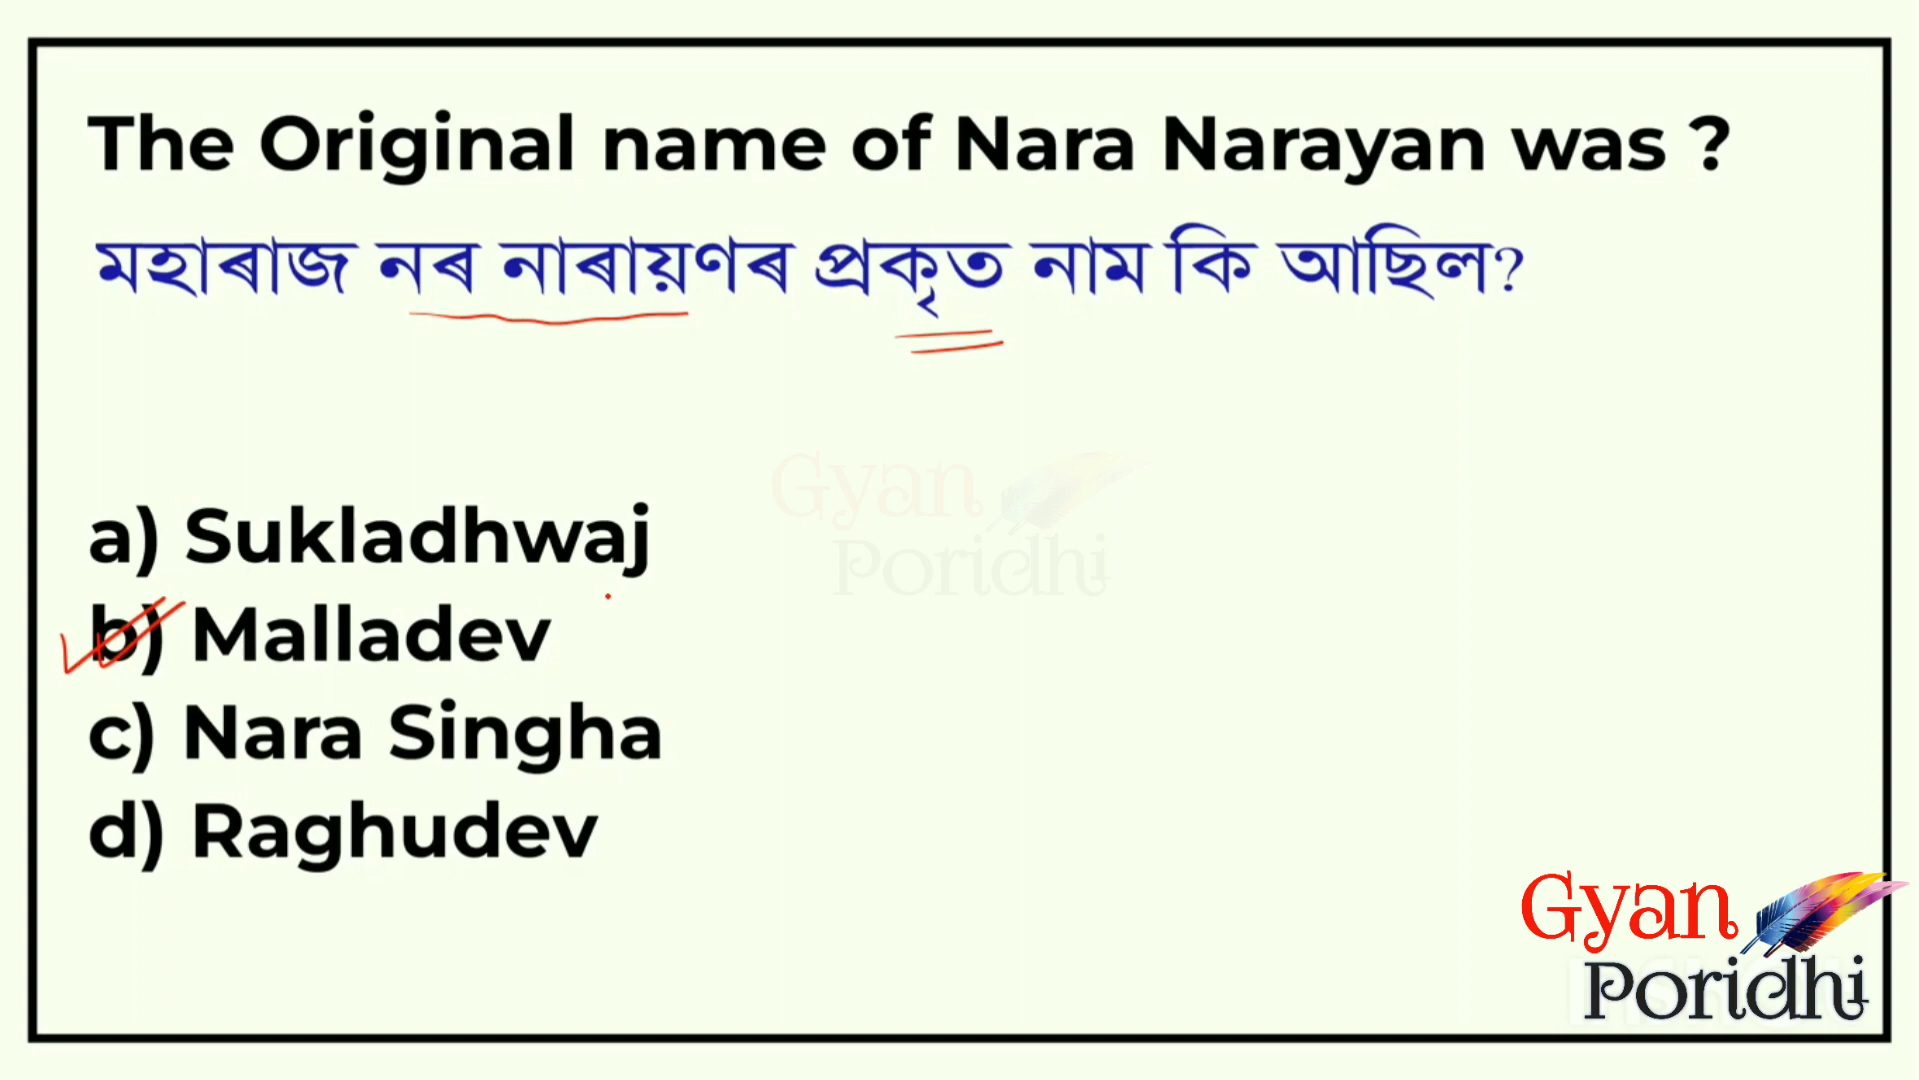 The Original name of Nara Narayan was ?
মহাৰাজ নৰ নাৰায়ণৰ প্ৰকৃত নাম কি আছিল?
Gyan
Poridhi
a) Sukladhwaj
b) Malladev
c) Nara Singha
d) Raghudev
Gyan
Poridhi